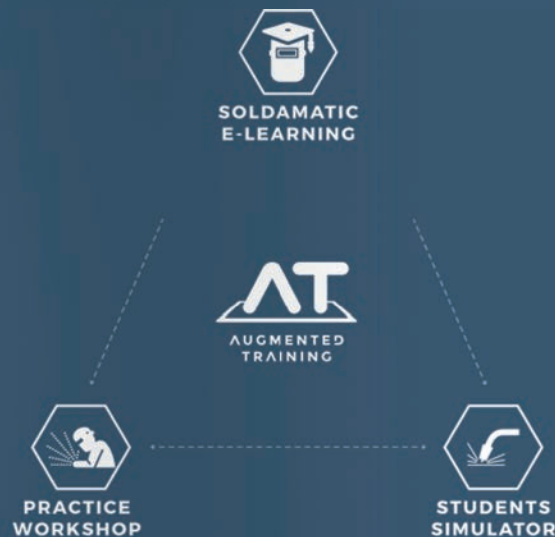 SOLDAMATIC
E-LEARNING
AT
AUGMENTED
TRAINING
PRACTICE
WORKSHOP
STUDENTS
SIMULATOR